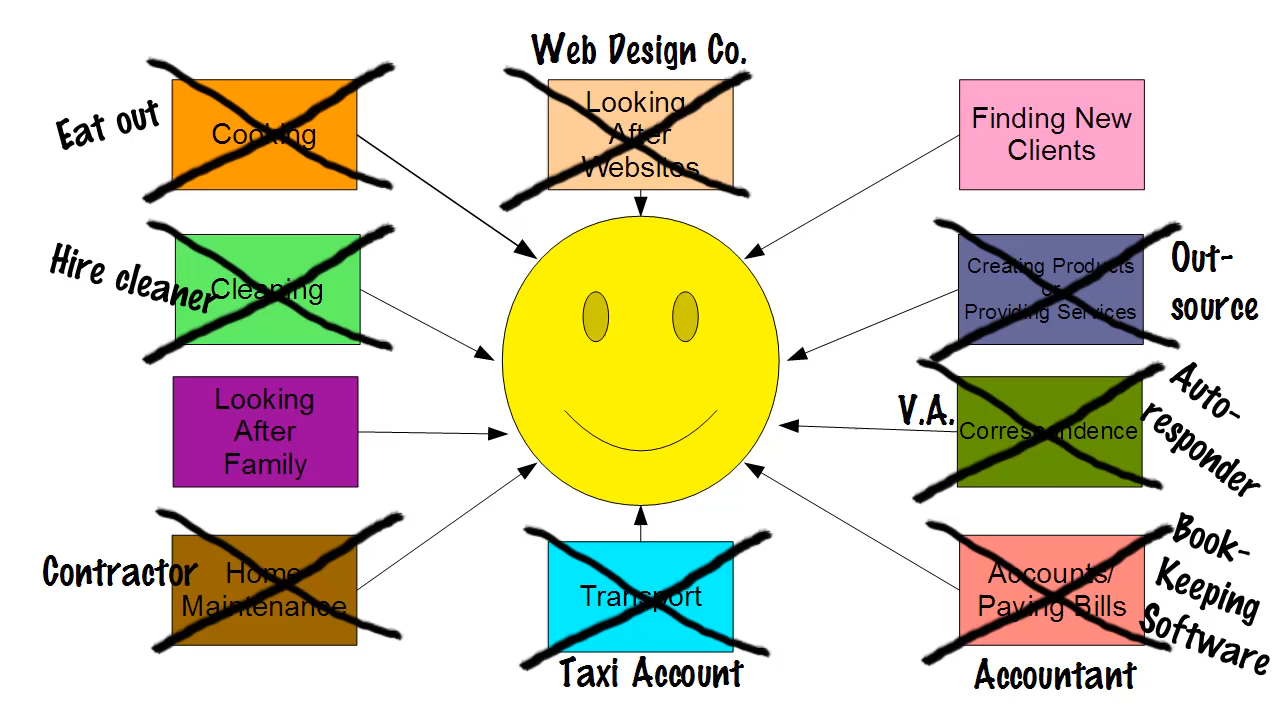 Web Design Co.
Eat out
Cooking
Looking
After
Websites
Finding New
Clients
Hire cleaner
Cleaning
Creating Products
or
Providing Services
Out-
source
Looking
After
Family
V.A.
Correspondence
Auto-
responder
Contractor
Home
Maintenance
Transport
Taxi Account
Accounts/
Paying Bills
Book-
Keeping
Software
Accountant